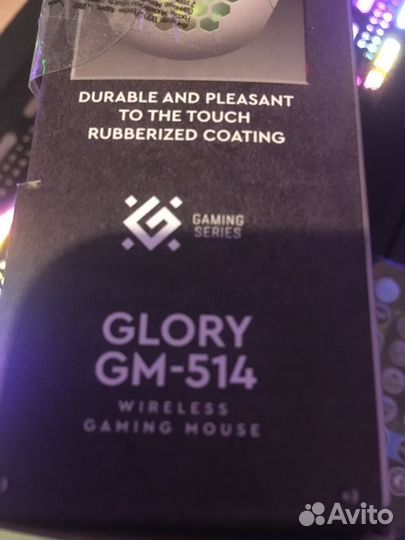 DURABLE AND PLEASANT
TO THE TOUCH
RUBBERIZED COATING
GAMING
SERIES
GLORY
GM-514
WIRELESS
GAMING MOUSE
Avito